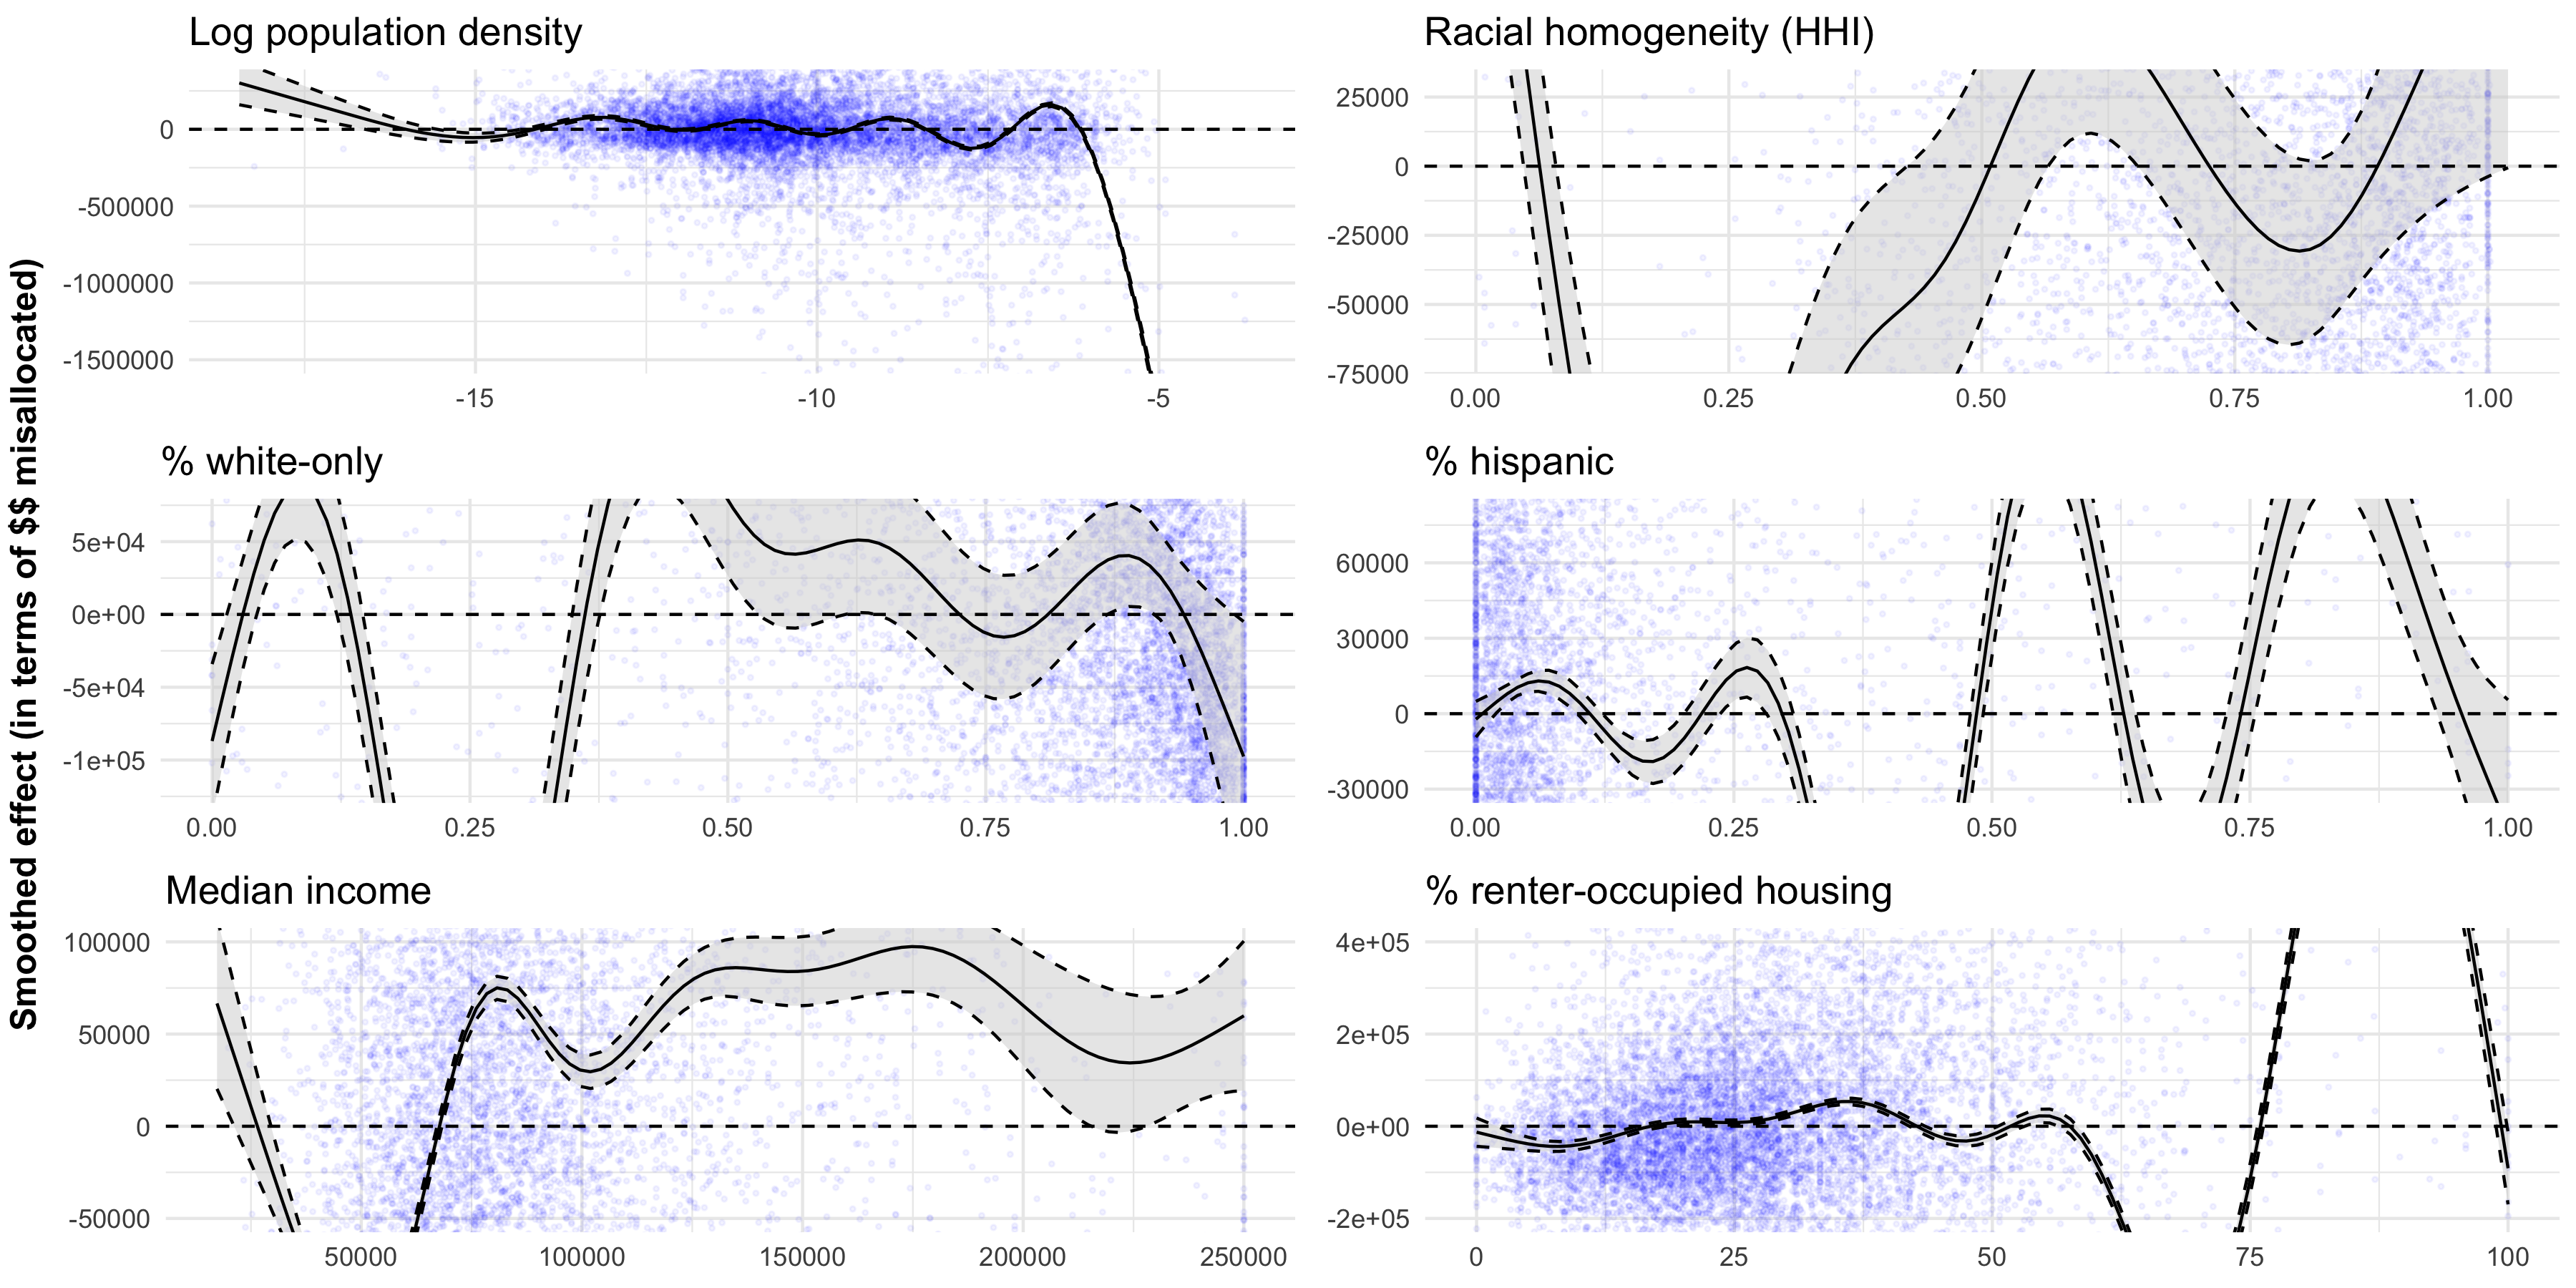 Smoothed effect (in terms of $$ misallocated)
Log population density
0
-500000
-1000000
-1500000
-15 -10 -5
Racial homogeneity (HHI)
25000
0
-25000
-50000
-75000
0.00 0.25 0.50 0.75 1.00
% white-only
5e+04
0e+00
-5e+04
-1e+05
0.00 0.25 0.50 0.75 1.00
% hispanic
60000
30000
0
-30000
0.00 0.25 0.50 0.75 1.00
Median income
100000
50000
0
-50000
50000 100000 150000 200000 250000
% renter-occupied housing
4e+05
2e+05
0e+00
-2e+05
0 25 50 75 100